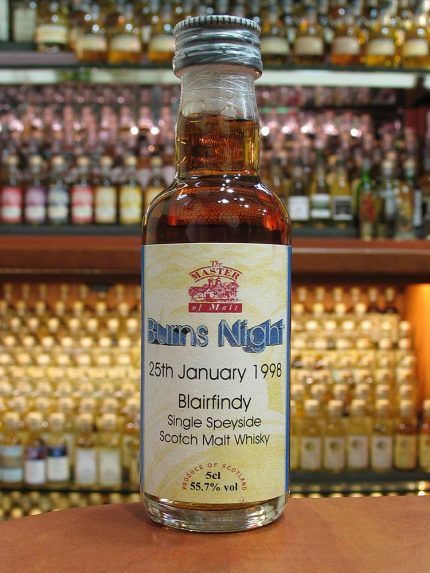 The
MASTER
of Malt
Burns Night
25th January 1998
Blairfindy
Single Speyside
Scotch Malt Whisky
PRODUCE OF SCOTLAND
5cl
55.7% vol